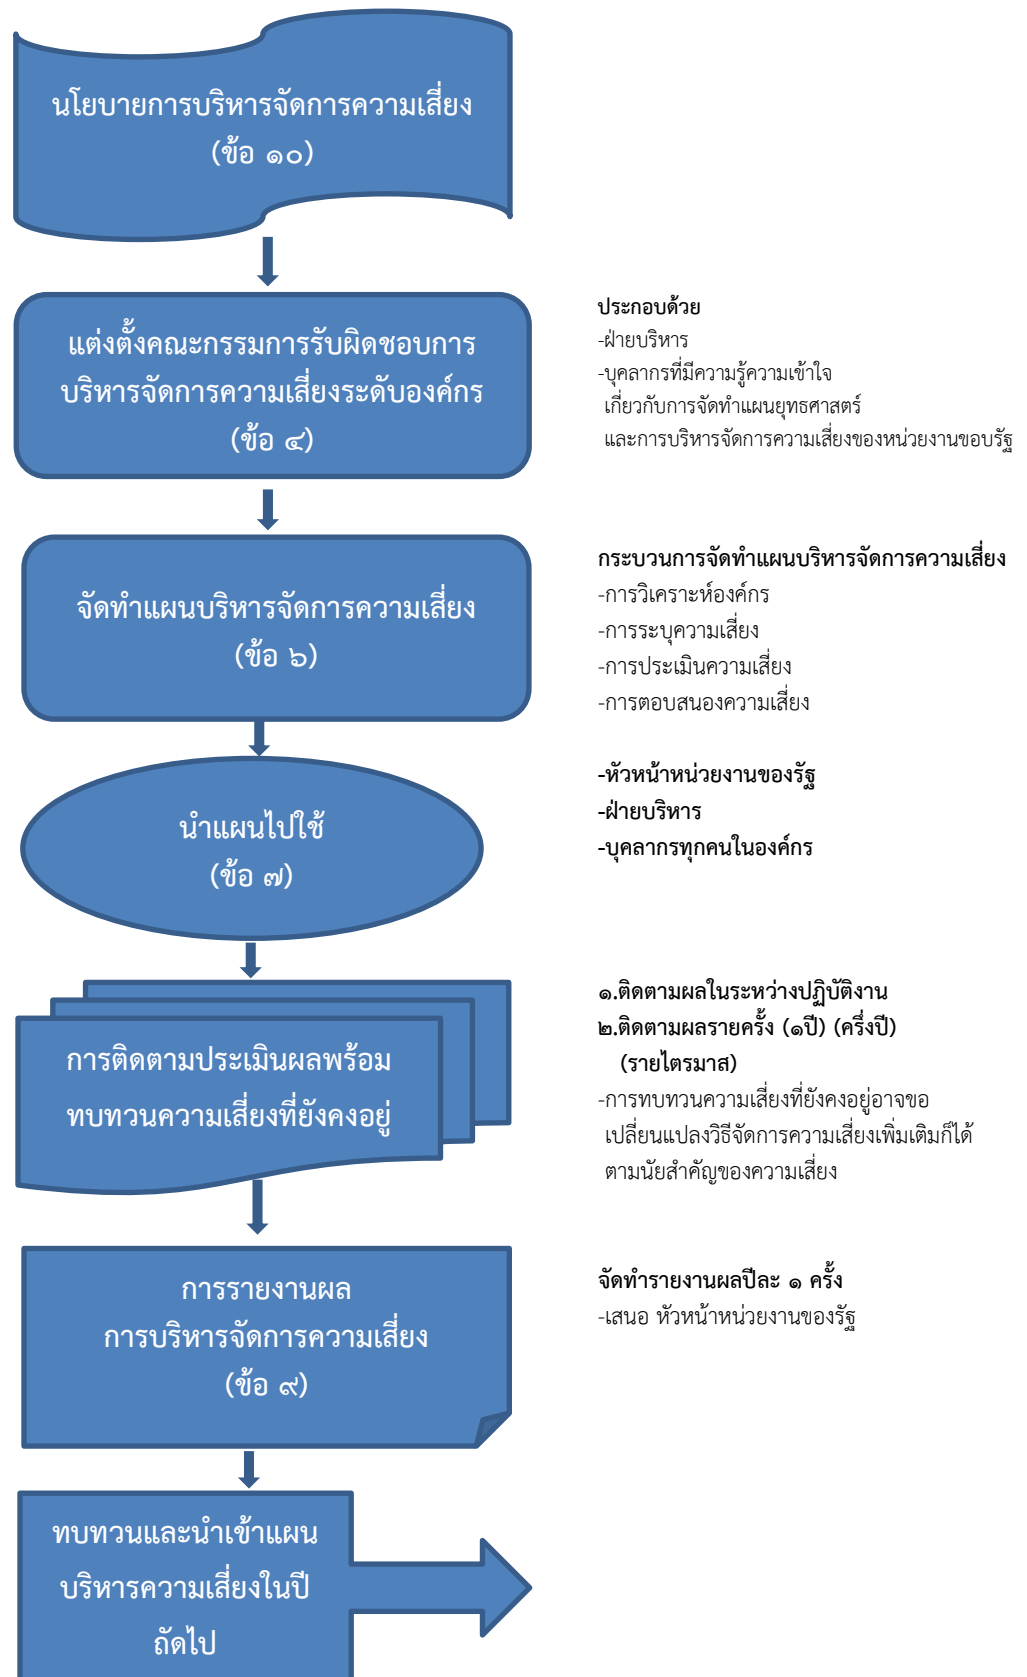 นโยบายการบริหารจัดการความเสี่ยง
(ข้อ ๑๐)
แต่งตั้งคณะกรรมการรับผิดชอบการ
บริหารจัดการความเสี่ยงระดับองค์กร
(ข้อ ๔)
ประกอบด้วย
-ฝ่ายบริหาร
-บุคลากรที่มีความรู้ความเข้าใจ
เกี่ยวกับการจัดทำแผนยุทธศาสตร์
และการบริหารจัดการความเสี่ยงของหน่วยงานขอบรัฐ
จัดทำแผนบริหารจัดการความเสี่ยง
(ข้อ ๖)
กระบวนการจัดทำแผนบริหารจัดการความเสี่ยง
-การวิเคราะห์องค์กร
-การระบุความเสี่ยง
-การประเมินความเสี่ยง
-การตอบสนองความเสี่ยง
นำแผนไปใช้
(ข้อ ๗)
-หัวหน้าหน่วยงานของรัฐ
-ฝ่ายบริหาร
-บุคลากรทุกคนในองค์กร
การติดตามประเมินผลพร้อม
ทบทวนความเสี่ยงที่ยังคงอยู่
๑.ติดตามผลในระหว่างปฏิบัติงาน
๒.ติดตามผลรายครั้ง (๑ปี) (ครึ่งปี)
(รายไตรมาส)
-การทบทวนความเสี่ยงที่ยังคงอยู่อาจขอ
เปลี่ยนแปลงวิธีจัดการความเสี่ยงเพิ่มเติมก็ได้
ตามนัยสำคัญของความเสี่ยง
การรายงานผล
การบริหารจัดการความเสี่ยง
(ข้อ ๙)
จัดทำรายงานผลปีละ ๑ ครั้ง
-เสนอ หัวหน้าหน่วยงานของรัฐ
ทบทวนและนำเข้าแผน
บริหารความเสี่ยงในปี
ถัดไป